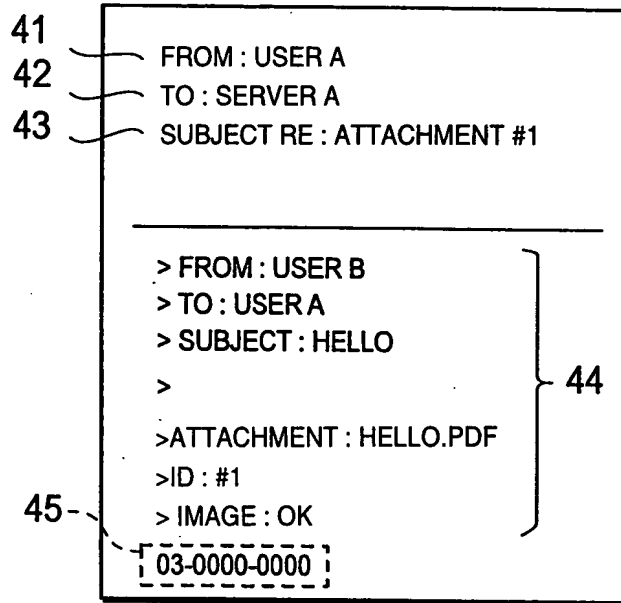 41
FROM : USER A
42
TO : SERVER A
43
SUBJECT RE : ATTACHMENT #1
> FROM : USER B
> TO : USER A
> SUBJECT : HELLO
>
44
>ATTACHMENT : HELLO.PDF
>ID : #1
> IMAGE : OK
45
03-0000-0000